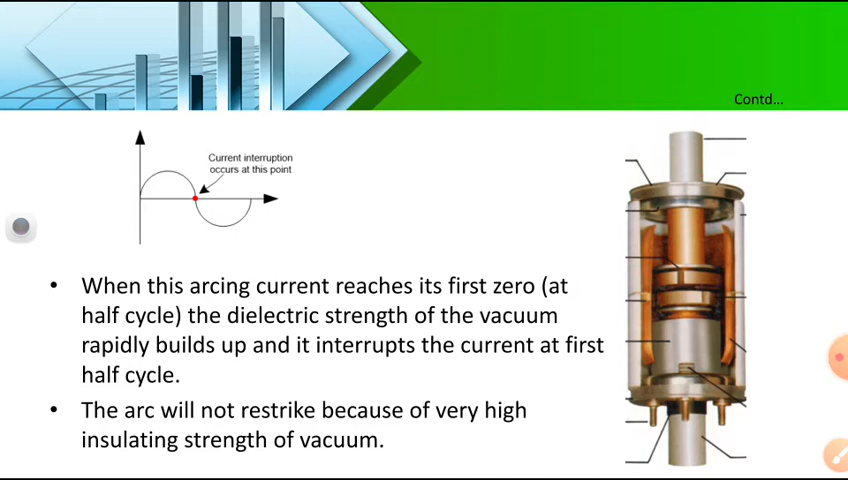 Contd...
Current interruption
occurs at this point
• When this arcing current reaches its first zero (at
half cycle) the dielectric strength of the vacuum
rapidly builds up and it interrupts the current at first
half cycle.
• The arc will not restrike because of very high
insulating strength of vacuum.